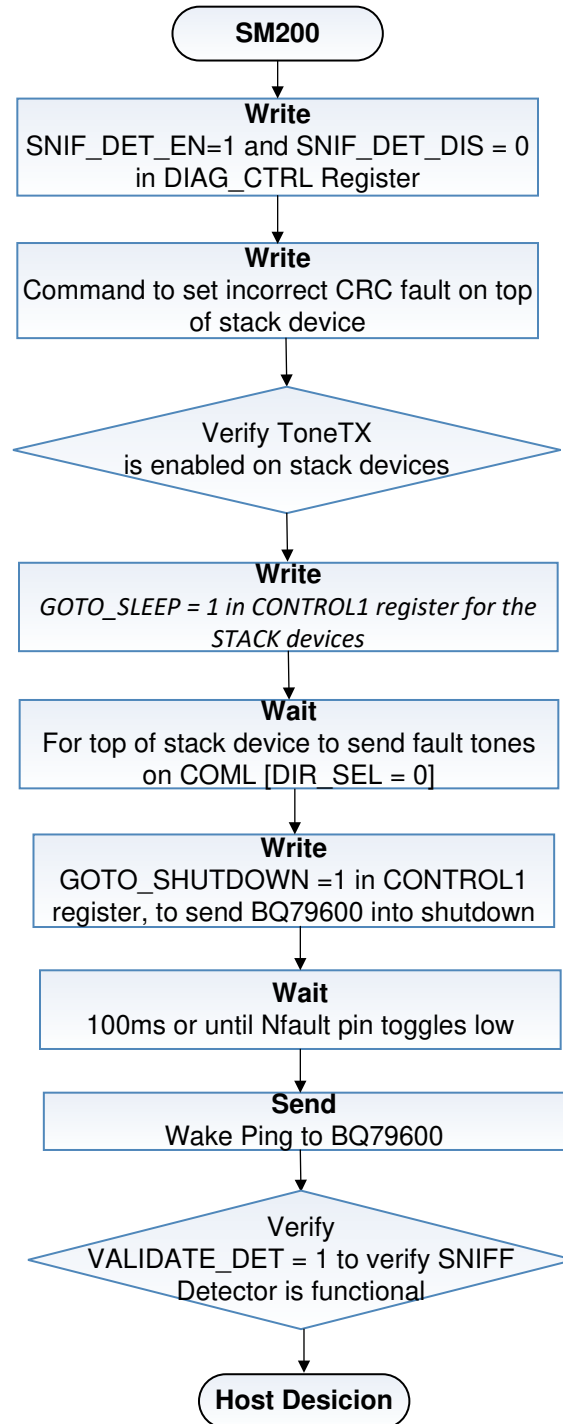 SM200
Write
SNIF_DET_EN=1 and SNIF_DET_DIS = 0
in DIAG_CTRL Register
Write
Command to set incorrect CRC fault on top
of stack device
Verify ToneTX
is enabled on stack devices
Write
GOTO_SLEEP = 1 in CONTROL1 register for the
STACK devices
Wait
For top of stack device to send fault tones
on COML [DIR_SEL = 0]
Write
GOTO_SHUTDOWN =1 in CONTROL1
register, to send BQ79600 into shutdown
Wait
100ms or until Nfault pin toggles low
Send
Wake Ping to BQ79600
Verify
VALIDATE_DET = 1 to verify SNIFF
Detector is functional
Host Desicion